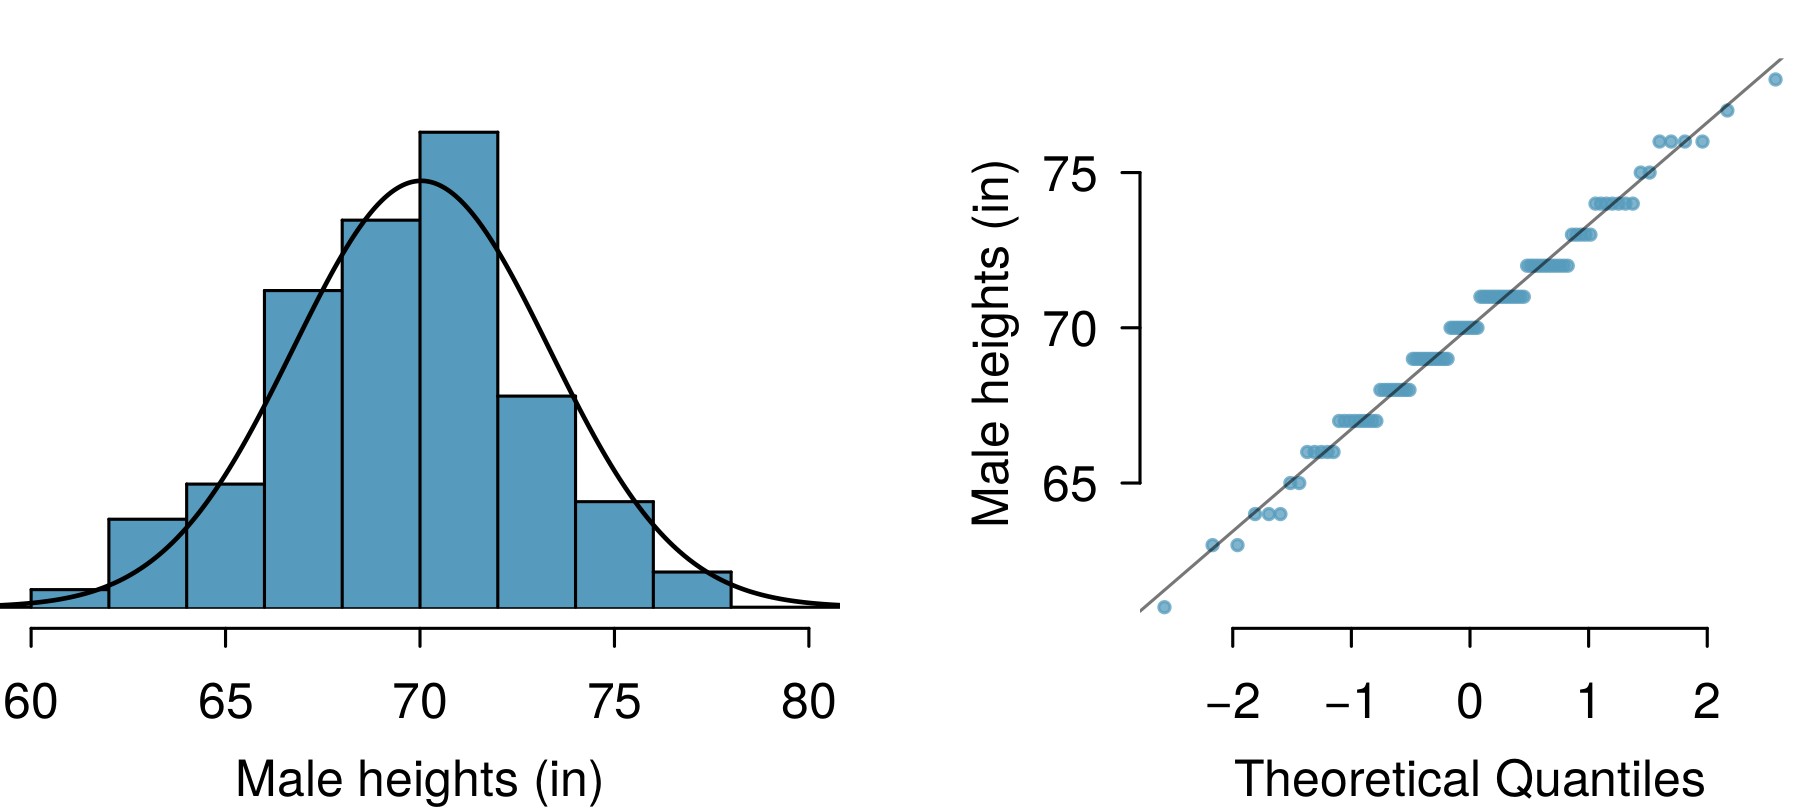 60 65 70 75 80
Male heights (in)
Male heights (in)
75
70
65
−2 −1 0 1 2
Theoretical Quantiles